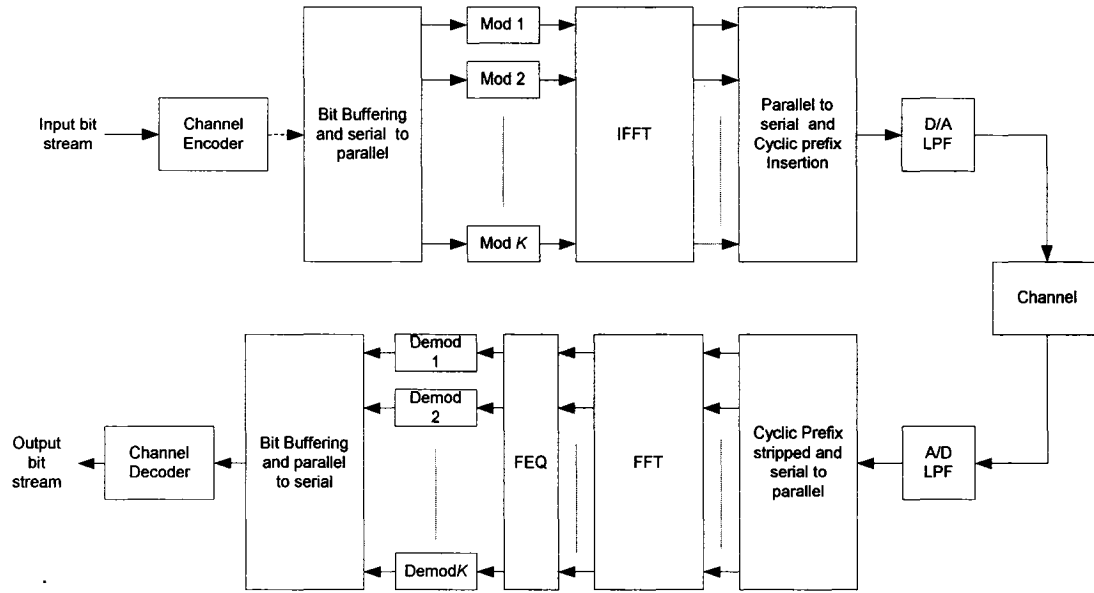 Input bit
stream
Channel
Encoder
Bit Buffering
and serial to
parallel
Mod 1
Mod 2
Mod K
IFFT
Parallel to
serial and
Cyclic prefix
Insertion
D/A
LPF
Channel
A/D
LPF
Cyclic Prefix
stripped and
serial to
parallel
FFT
FEQ
Demod
1
Demod
2
DemodK
Bit Buffering
and parallel
to serial
Channel
Decoder
Output
bit
stream